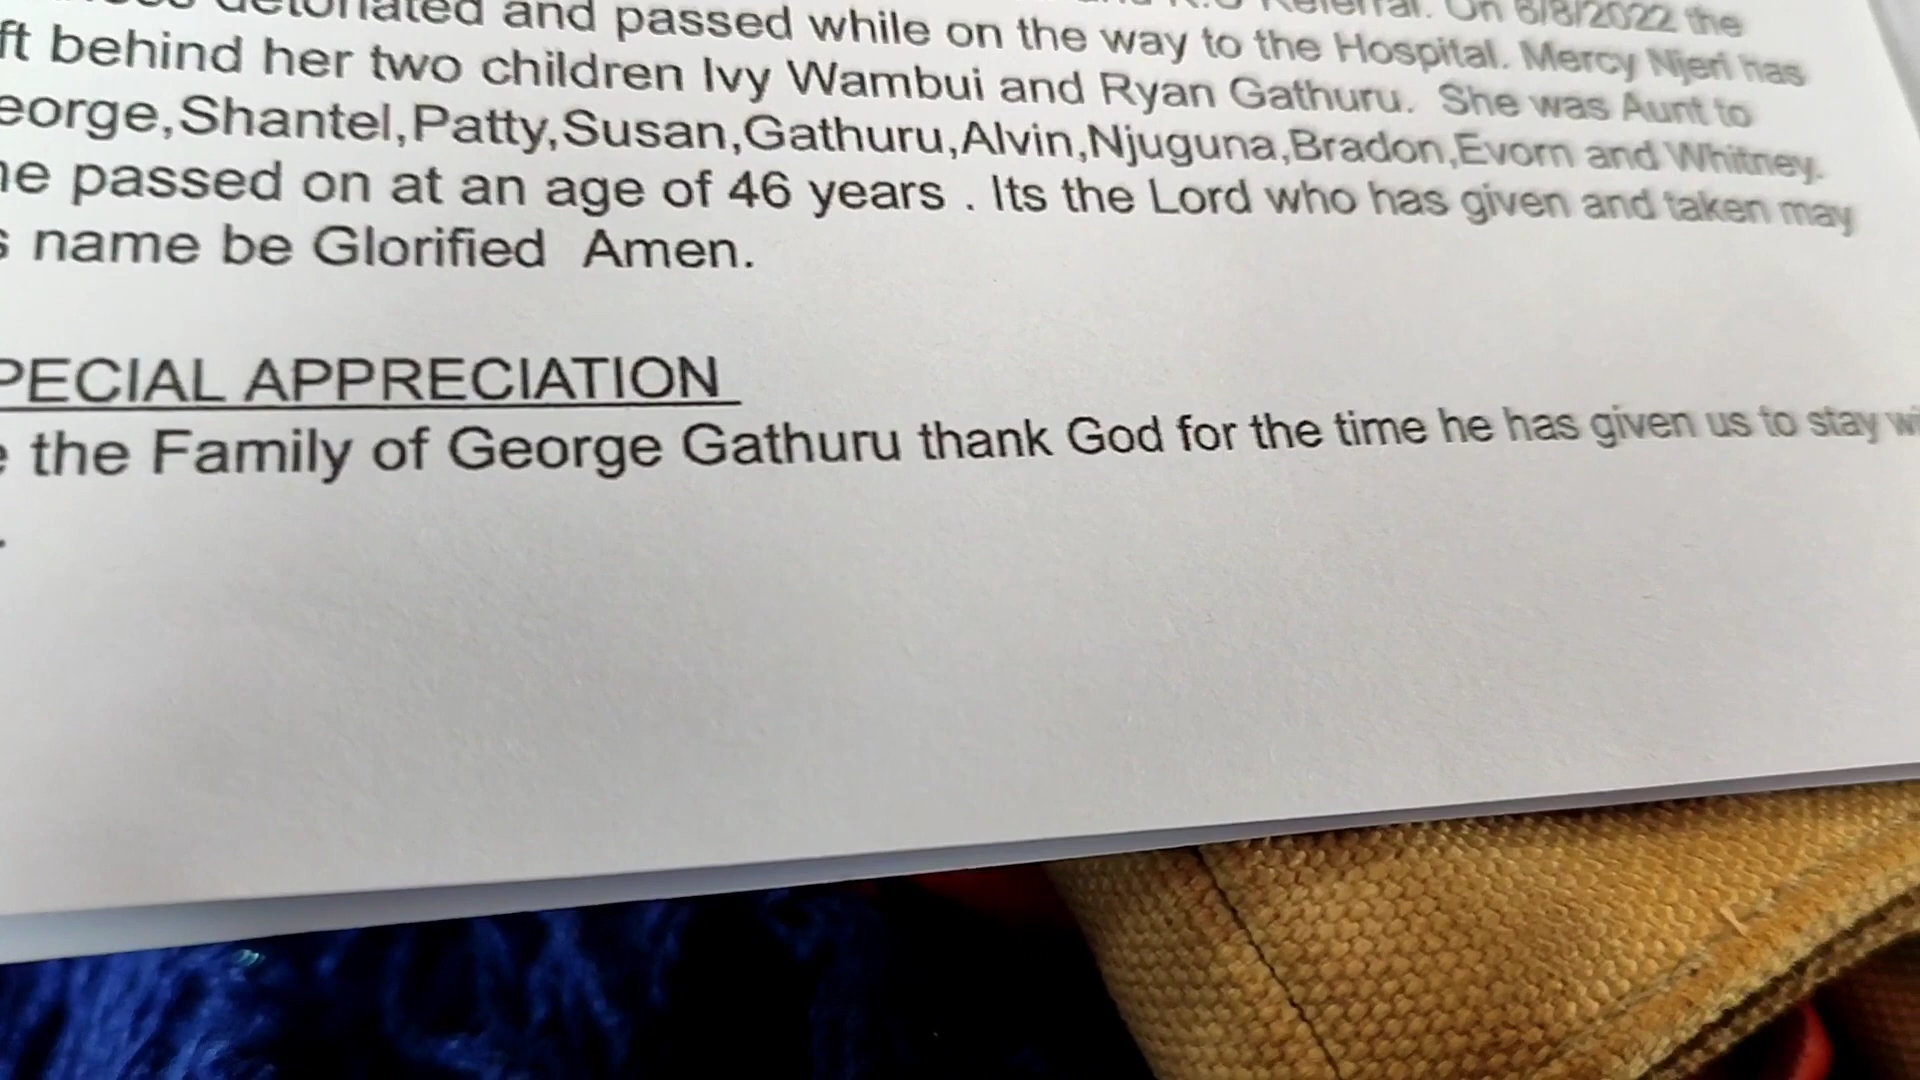 detonated and passed while on the way to the Hospital. Mercy Njeri has
behind her two children Ivy Wambui and Ryan Gathuru. She was Aunt to
eorge,Shantel,Patty,Susan,Gathuru,Alvin,Njuguna,Bradon,Evorn and Whitney.
he passed on at an age of 46 years . Its the Lord who has given and taken may
s name be Glorified Amen.
PECIAL APPRECIATION
e the Family of George Gathuru thank God for the time he has given us to stay wi